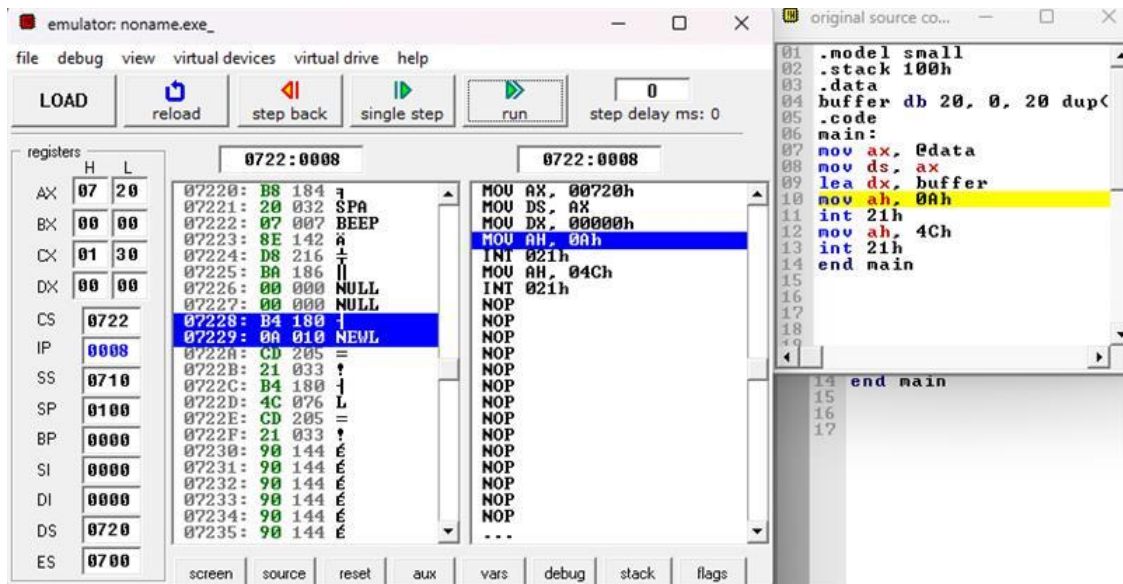 emulator: noname.exe_
file debug view virtual devices virtual drive help
LOAD
reload
step back
single step
run
0
step delay ms: 0
registers
H L
AX 07 20
BX 00 00
CX 01 30
DX 00 00
CS 0722
IP 0008
SS 0710
SP 0100
BP 0000
SI 0000
DI 0000
DS 0720
ES 0700
0722:0008
07220: B8 184 ╕
07221: 20 032 SPA
07222: 07 007 BEEP
07223: 8E 142 Ä
07224: D8 216 ╪
07225: BA 186 ║
07226: 00 000 NULL
07227: 00 000 NULL
07228: B4 180 ┤
07229: 0A 010 NEWL
0722A: CD 205 =
0722B: 21 033 !
0722C: B4 180 ┤
0722D: 4C 076 L
0722E: CD 205 =
0722F: 21 033 !
07230: 90 144 É
07231: 90 144 É
07232: 90 144 É
07233: 90 144 É
07234: 90 144 É
07235: 90 144 É
0722:0008
MOV AX, 00720h
MOV DS, AX
MOV DX, 00000h
MOV AH, 0Ah
INT 021h
MOV AH, 04Ch
INT 021h
NOP
NOP
NOP
NOP
NOP
NOP
NOP
NOP
NOP
NOP
NOP
NOP
NOP
NOP
...
screen source reset aux vars debug stack flags
original source co...
01 .model small
02 .stack 100h
03 .data
04 buffer db 20, 0, 20 dup(
05 .code
06 main:
07 mov ax, @data
08 mov ds, ax
09 lea dx, buffer
10 mov ah, 0Ah
11 int 21h
12 mov ah, 4Ch
13 int 21h
14 end main
15
16
17
18
14 end main
15
16
17